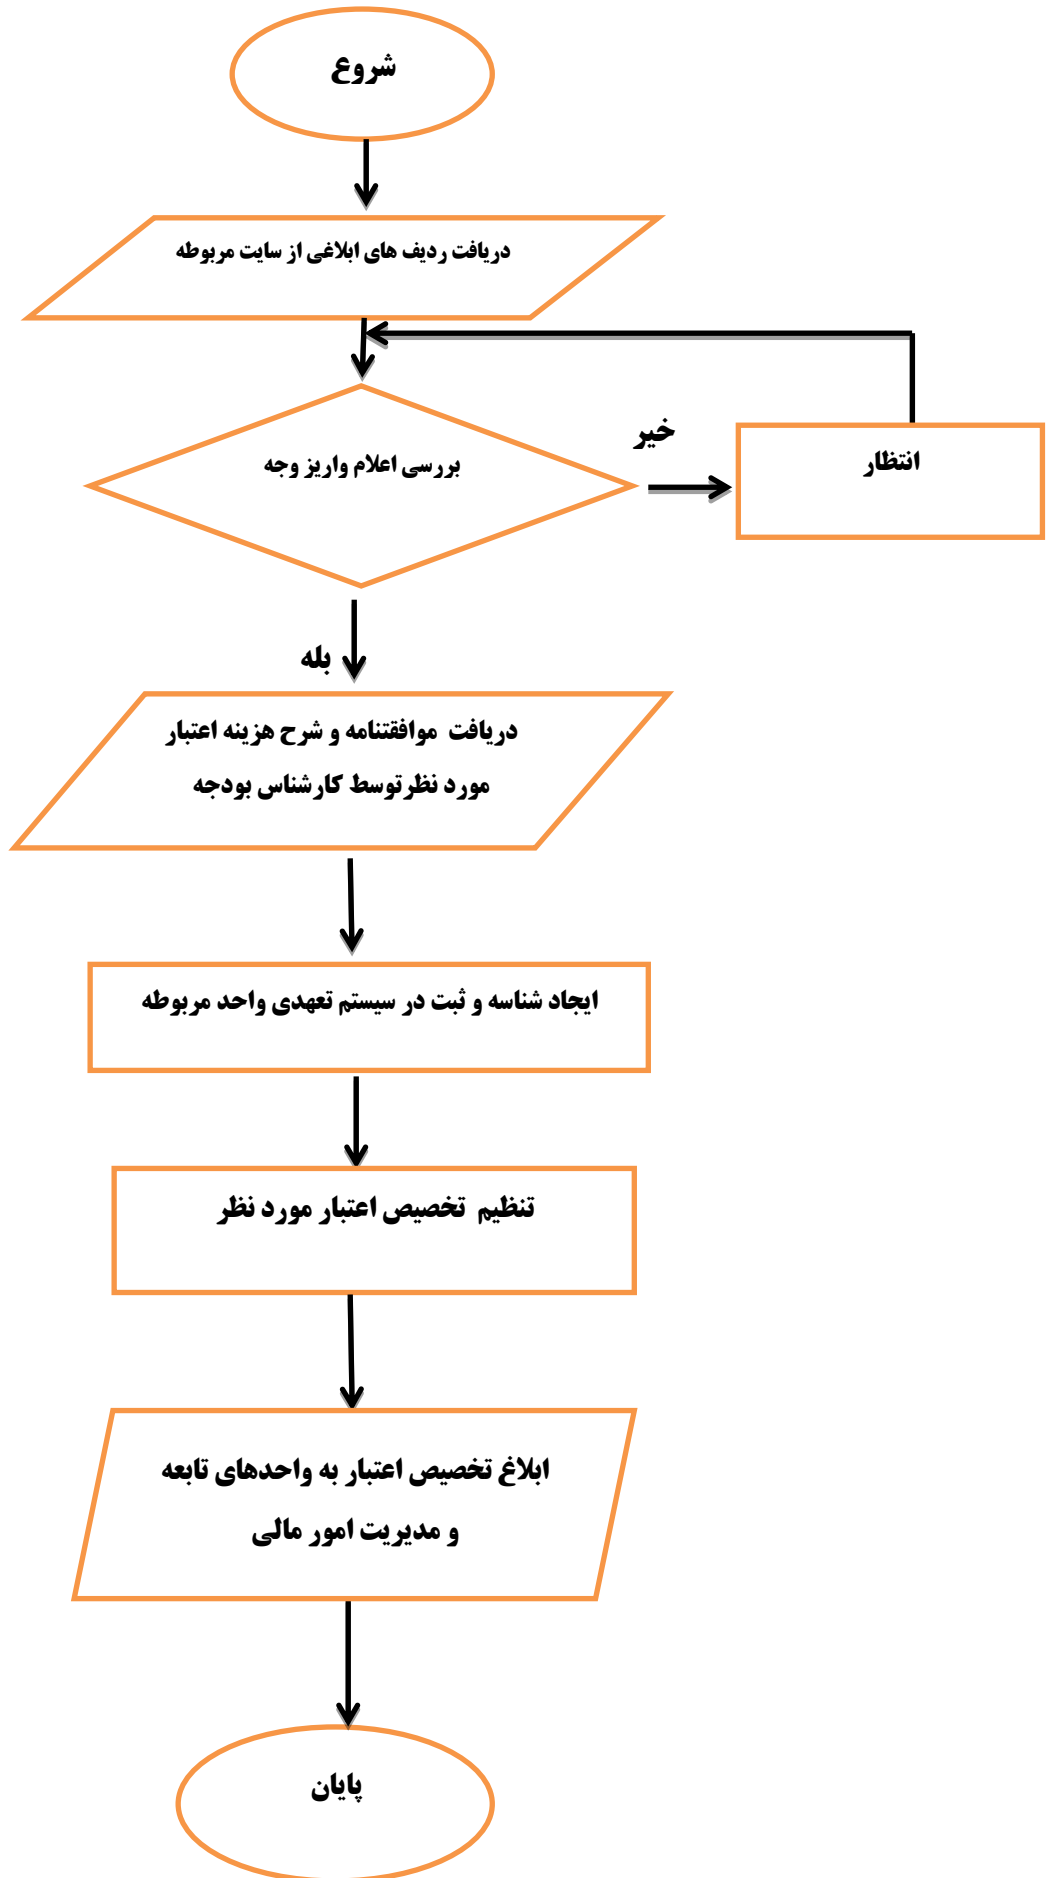 شروع
دریافت ردیف های ابلاغی از سایت مربوطه
بررسی اعلام واریز وجه
خیر
انتظار
بله
دریافت موافقتنامه و شرح هزینه اعتبار
مورد نظرتوسط کارشناس بودجه
ایجاد شناسه و ثبت در سیستم تعهدی واحد مربوطه
تنظیم تخصیص اعتبار مورد نظر
ابلاغ تخصیص اعتبار به واحدهای تابعه
و مدیریت امور مالی
پایان